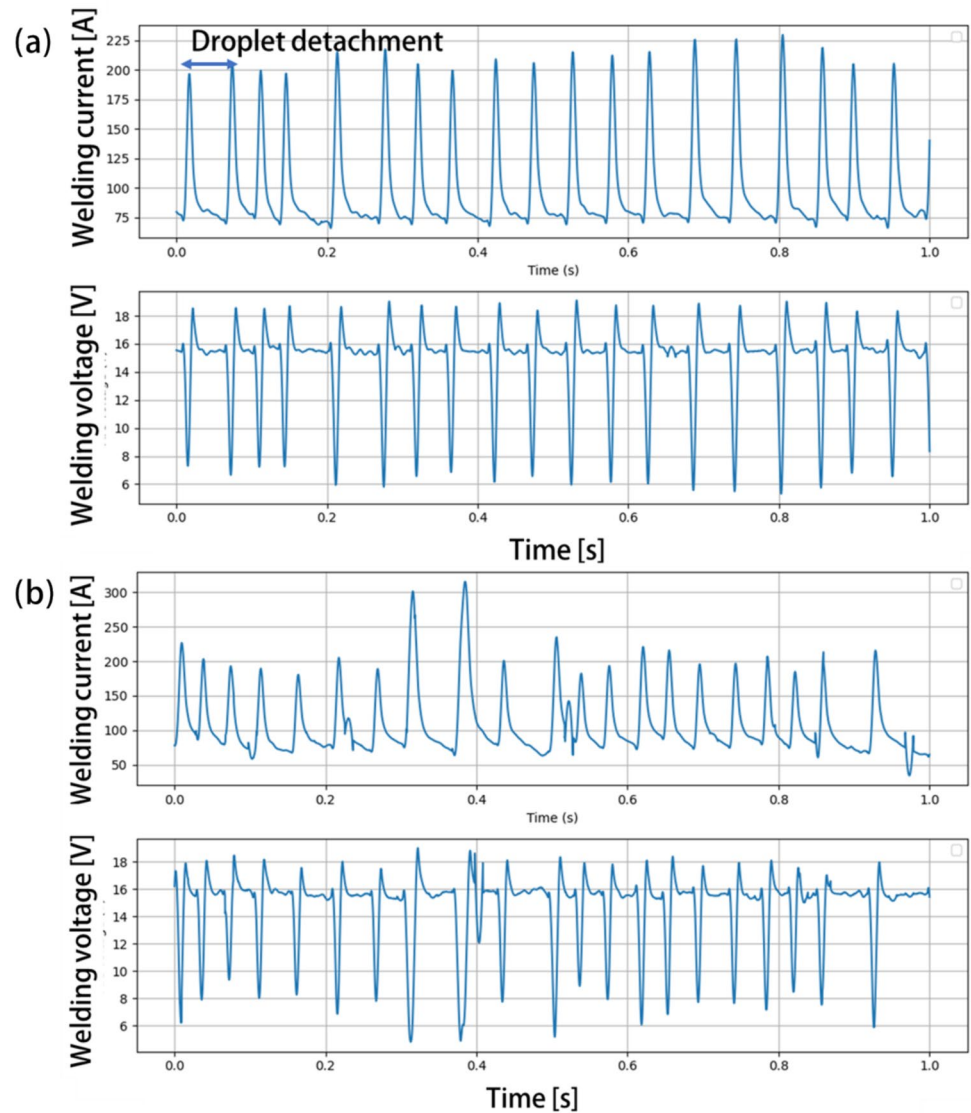 (a)
Droplet detachment
Welding current [A]
225
200
175
150
125
100
75
0.0 0.2 0.4 0.6 0.8 1.0
Time (s)
Welding voltage [V]
18
16
14
12
10
8
6
0.0 0.2 0.4 0.6 0.8 1.0
Time [s]
(b)
Welding current [A]
300
250
200
150
100
50
0.0 0.2 0.4 0.6 0.8 1.0
Time (s)
Welding voltage [V]
18
16
14
12
10
8
6
0.0 0.2 0.4 0.6 0.8 1.0
Time [s]